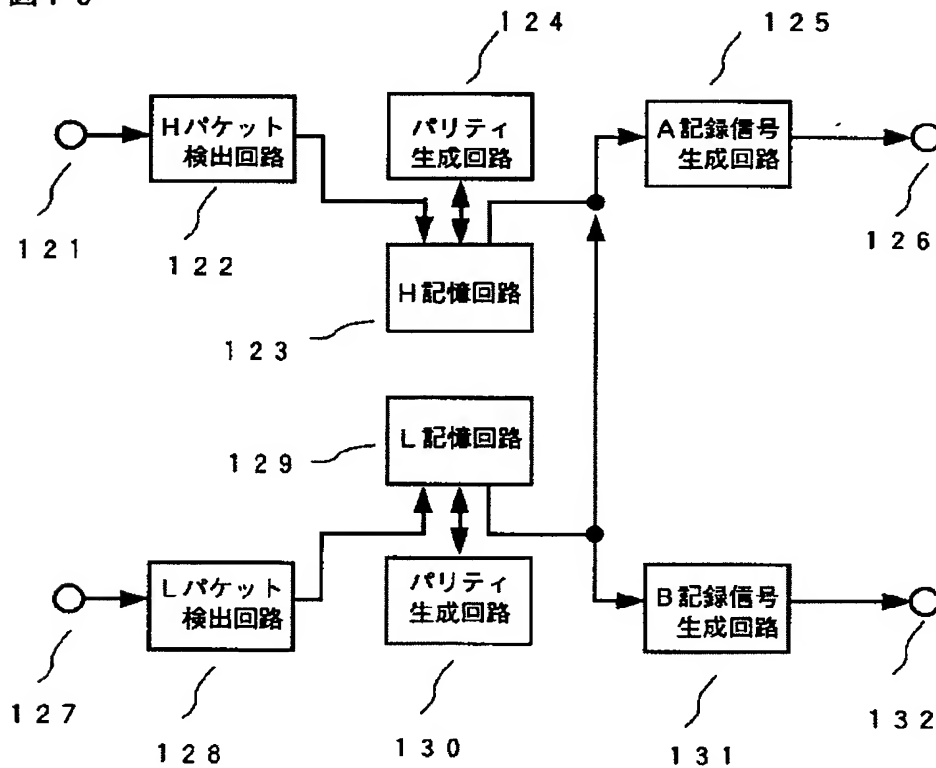 124
125
Hパケット
検出回路
パリティ
生成回路
A記録信号
生成回路
121
122
H記憶回路
126
123
L記憶回路
129
Lパケット
検出回路
パリティ
生成回路
B記録信号
生成回路
127
128
130
131
132